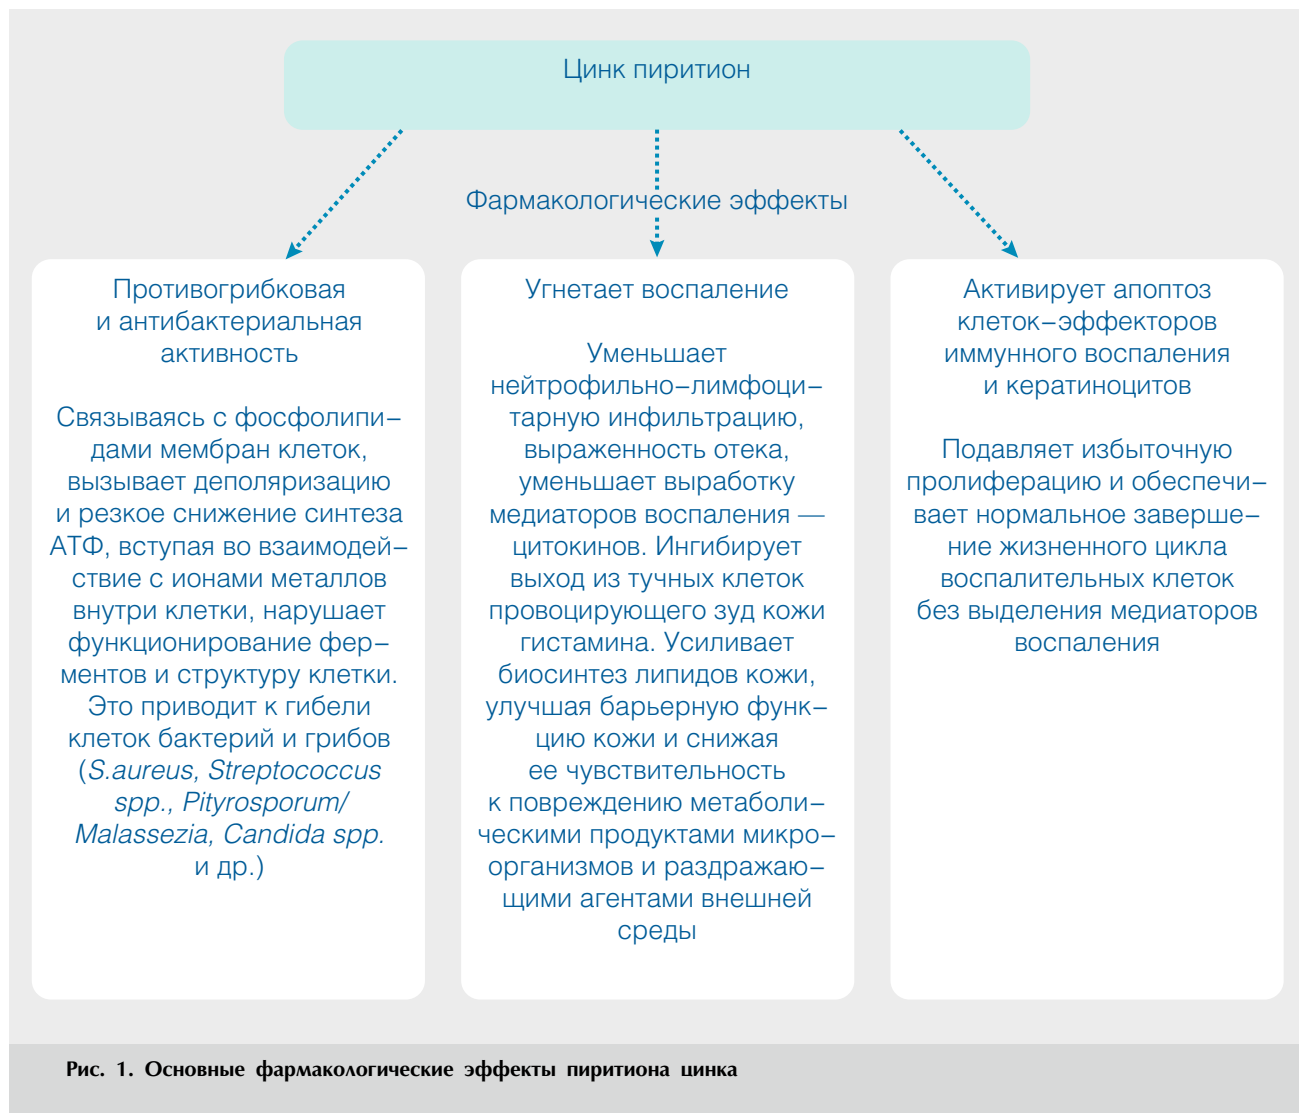 Цинк пиритион
Фармакологические эффекты
Противогрибковая
и антибактериальная
активность
Связываясь с фосфолипи–
дами мембран клеток,
вызывает деполяризацию
и резкое снижение синтеза
АТФ, вступая во взаимодей–
ствие с ионами металлов
внутри клетки, нарушает
функционирование фер–
ментов и структуру клетки.
Это приводит к гибели
клеток бактерий и грибов
(S.aureus, Streptococcus
spp., Pityrosporum/
Malassezia, Candida spp.
и др.)
Угнетает воспаление
Уменьшает
нейтрофильно–лимфоци–
тарную инфильтрацию,
выраженность отека,
уменьшает выработку
медиаторов воспаления —
цитокинов. Ингибирует
выход из тучных клеток
провоцирующего зуд кожи
гистамина. Усиливает
биосинтез липидов кожи,
улучшая барьерную функ–
цию кожи и снижая
ее чувствительность
к повреждению метаболи–
ческими продуктами микро–
организмов и раздражаю–
щими агентами внешней
среды
Активирует апоптоз
клеток–эффекторов
иммунного воспаления
и кератиноцитов
Подавляет избыточную
пролиферацию и обеспечи–
вает нормальное заверше–
ние жизненного цикла
воспалительных клеток
без выделения медиаторов
воспаления
Рис. 1. Основные фармакологические эффекты пиритиона цинка